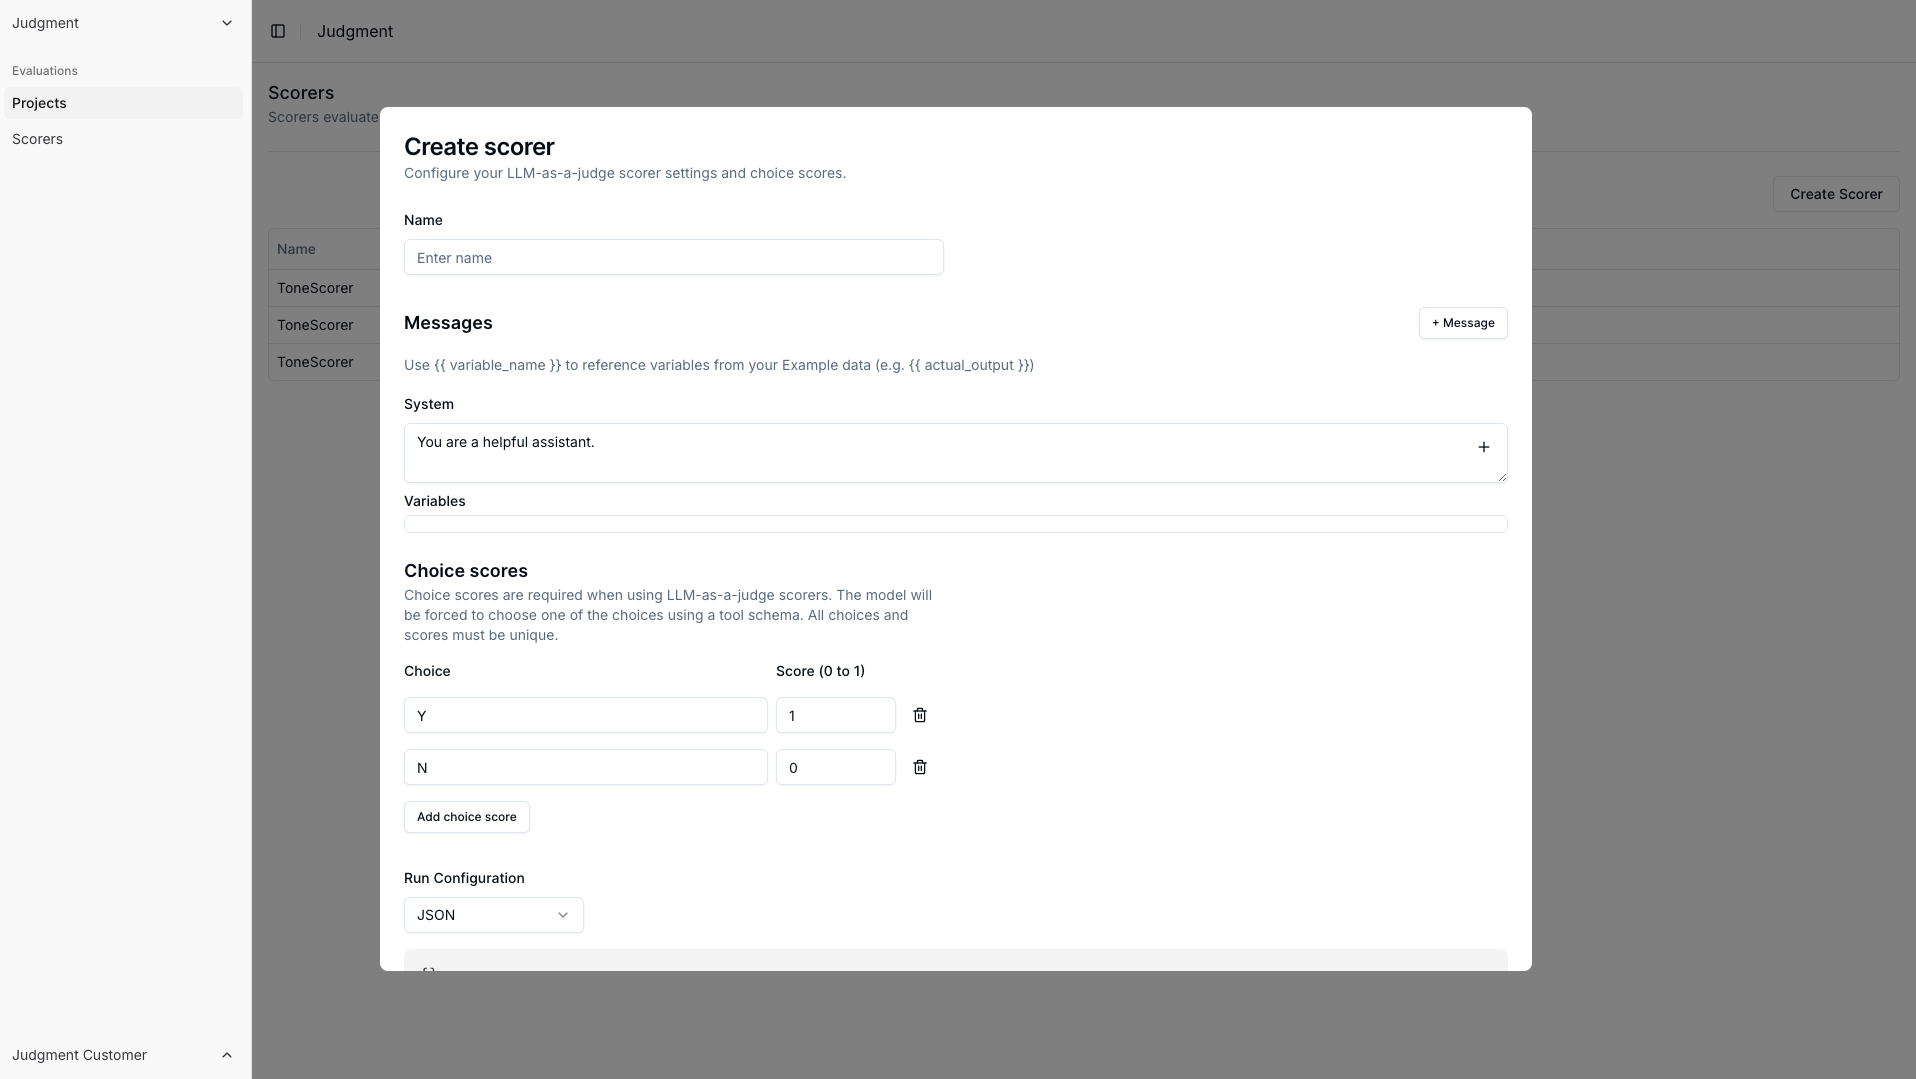 Judgment
Evaluations
Projects
Scorers
Judgment Customer
Judgment
Scorers
Scorers evaluate
Create Scorer
Name
ToneScorer
ToneScorer
ToneScorer
Create scorer
Configure your LLM-as-a-judge scorer settings and choice scores.
Name
Enter name
Messages
+ Message
Use {{ variable_name }} to reference variables from your Example data (e.g. {{ actual_output }})
System
You are a helpful assistant.
Variables
Choice scores
Choice scores are required when using LLM-as-a-judge scorers. The model will
be forced to choose one of the choices using a tool schema. All choices and
scores must be unique.
Choice Score (0 to 1)
Y 1
N 0
Add choice score
Run Configuration
JSON